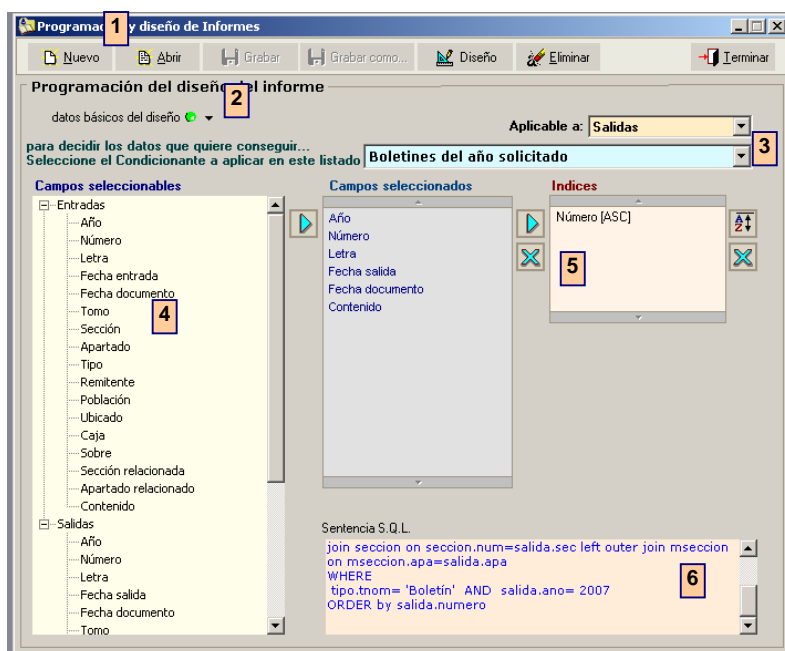 Programación y diseño de Informes
1
Nuevo
Abrir
Grabar
Grabar como...
Diseño
Eliminar
Terminar
Programación del diseño del informe
2
datos básicos del diseño
Aplicable a:
Salidas
3
para decidir los datos que quiere conseguir...
Seleccione el Condicionante a aplicar en este listado
Boletines del año solicitado
Campos seleccionables
Entradas
Año
Número
Letra
Fecha entrada
Fecha documento
Tomo
4
Sección
Apartado
Tipo
Remitente
Población
Ubicado
Caja
Sobre
Sección relacionada
Apartado relacionado
Contenido
Salidas
Año
Número
Letra
Fecha salida
Fecha documento
Tomo
Campos seleccionados
Año
Número
Letra
Fecha salida
Fecha documento
Contenido
Indices
Número [ASC]
A
Z
5
Sentencia S.Q.L.
join seccion on seccion.num=salida.sec left outer join mseccion
on mseccion.apa=salida.apa
WHERE
tipo.tnom= 'Boletín' AND salida.ano= 2007
ORDER by salida.numero
6